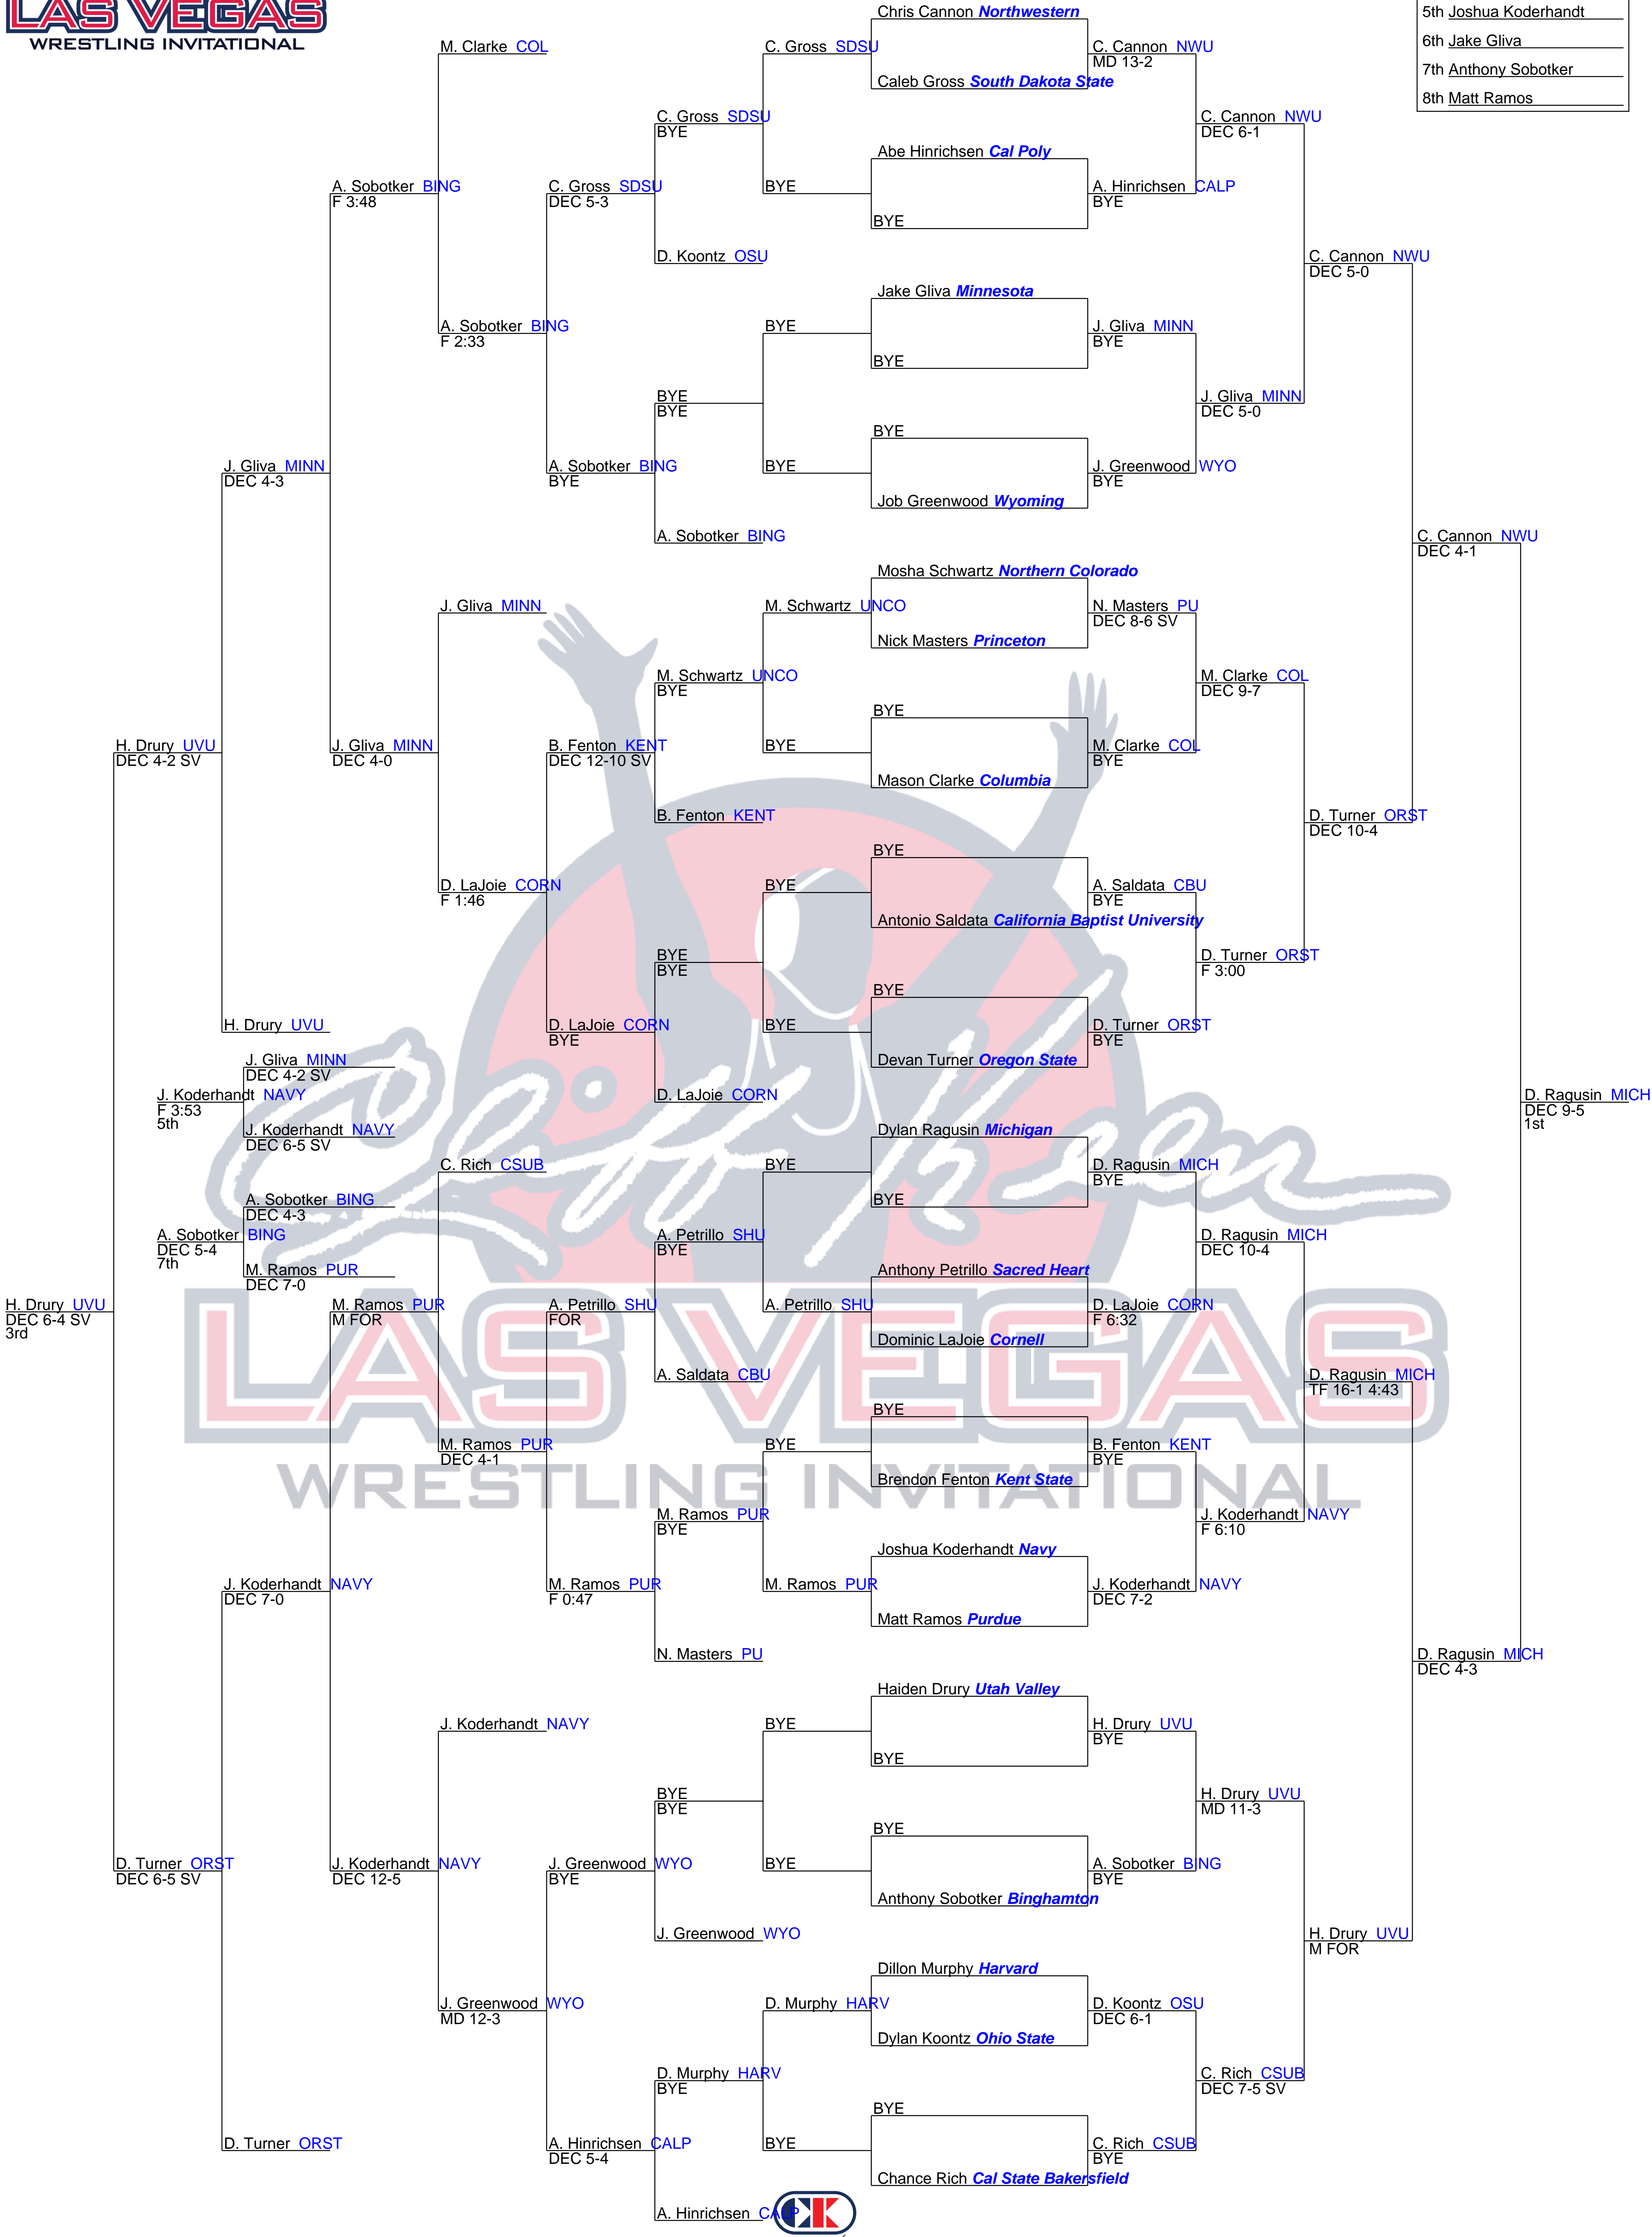 LAS VEGAS
WRESTLING INVITATIONAL
5th Joshua Koderhandt
6th Jake Gliva
7th Anthony Sobotker
8th Matt Ramos
Chris Cannon Northwestern
M. Clarke COL
C. Gross SDSU
C. Cannon NWU
MD 13-2
Caleb Gross South Dakota State
C. Gross SDSU
BYE
C. Cannon NWU
DEC 6-1
Abe Hinrichsen Cal Poly
A. Sobotker BING
F 3:48
C. Gross SDSU
DEC 5-3
BYE
A. Hinrichsen CALP
BYE
BYE
D. Koontz OSU
C. Cannon NWU
DEC 5-0
Jake Gliva Minnesota
A. Sobotker BING
F 2:33
BYE
J. Gliva MINN
BYE
BYE
BYE
BYE
J. Gliva MINN
DEC 5-0
BYE
J. Gliva MINN
DEC 4-3
A. Sobotker BING
BYE
BYE
J. Greenwood WYO
BYE
Job Greenwood Wyoming
A. Sobotker BING
C. Cannon NWU
DEC 4-1
Mosha Schwartz Northern Colorado
J. Gliva MINN
M. Schwartz UNCO
N. Masters PU
DEC 8-6 SV
Nick Masters Princeton
M. Schwartz UNCO
BYE
M. Clarke COL
DEC 9-7
BYE
H. Drury UVU
DEC 4-2 SV
J. Gliva MINN
DEC 4-0
B. Fenton KENT
DEC 12-10 SV
BYE
M. Clarke COL
BYE
Mason Clarke Columbia
B. Fenton KENT
D. Turner ORST
DEC 10-4
BYE
D. LaJoie CORN
F 1:46
BYE
A. Saldata CBU
BYE
Antonio Saldata California Baptist University
BYE
BYE
D. Turner ORST
F 3:00
BYE
H. Drury UVU
D. LaJoie CORN
BYE
BYE
D. Turner ORST
BYE
Devan Turner Oregon State
J. Gliva MINN
DEC 4-2 SV
J. Koderhandt NAVY
F 3:53
5th
D. LaJoie CORN
D. Ragusin MICH
DEC 9-5
1st
J. Koderhandt NAVY
DEC 6-5 SV
Dylan Ragusin Michigan
C. Rich CSUB
BYE
D. Ragusin MICH
BYE
BYE
A. Sobotker BING
DEC 4-3
A. Sobotker BING
DEC 5-4
7th
A. Petrillo SHU
BYE
D. Ragusin MICH
DEC 10-4
M. Ramos PUR
DEC 7-0
Anthony Petrillo Sacred Heart
Cliff Keen
LAS VEGAS
WRESTLING INVITATIONAL
H. Drury UVU
DEC 6-4 SV
3rd
M. Ramos PUR
M FOR
A. Petrillo SHU
FOR
A. Petrillo SHU
D. LaJoie CORN
F 6:32
Dominic LaJoie Cornell
A. Saldata CBU
D. Ragusin MICH
TF 16-1 4:43
BYE
M. Ramos PUR
DEC 4-1
BYE
B. Fenton KENT
BYE
Brendon Fenton Kent State
M. Ramos PUR
BYE
J. Koderhandt NAVY
F 6:10
Joshua Koderhandt Navy
J. Koderhandt NAVY
DEC 7-0
M. Ramos PUR
F 0:47
M. Ramos PUR
J. Koderhandt NAVY
DEC 7-2
Matt Ramos Purdue
N. Masters PU
D. Ragusin MICH
DEC 4-3
Haiden Drury Utah Valley
J. Koderhandt NAVY
BYE
H. Drury UVU
BYE
BYE
BYE
BYE
H. Drury UVU
MD 11-3
BYE
D. Turner ORST
DEC 6-5 SV
J. Koderhandt NAVY
DEC 12-5
J. Greenwood WYO
BYE
BYE
A. Sobotker BING
BYE
Anthony Sobotker Binghamton
J. Greenwood WYO
H. Drury UVU
M FOR
Dillon Murphy Harvard
J. Greenwood WYO
MD 12-3
D. Murphy HARV
D. Koontz OSU
DEC 6-1
Dylan Koontz Ohio State
D. Murphy HARV
BYE
C. Rich CSUB
DEC 7-5 SV
BYE
D. Turner ORST
A. Hinrichsen CALP
DEC 5-4
BYE
C. Rich CSUB
BYE
Chance Rich Cal State Bakersfield
A. Hinrichsen CALP